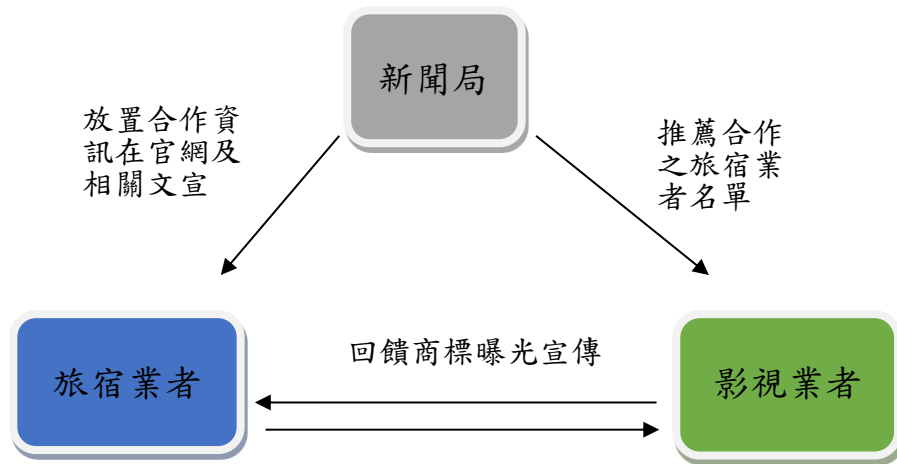 新聞局
放置合作資
訊在官網及
相關文宣
推薦合作
之旅宿業
者名單
回饋商標曝光宣傳
旅宿業者
影視業者